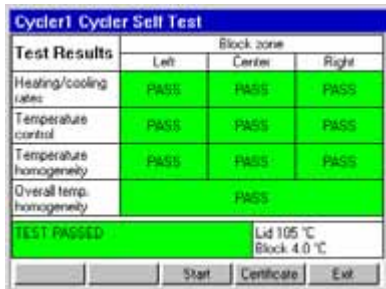 Cycler1 Cycler Self Test
Test Results
Block zone
Left Center Right
Heating/cooling
rates
PASS PASS PASS
Temperature
control
PASS PASS PASS
Temperature
homogeneity
PASS PASS PASS
Overall temp.
homogeneity
PASS
TEST PASSED
Lid 105 °C
Block 4.0 °C
Start Certificate Exit